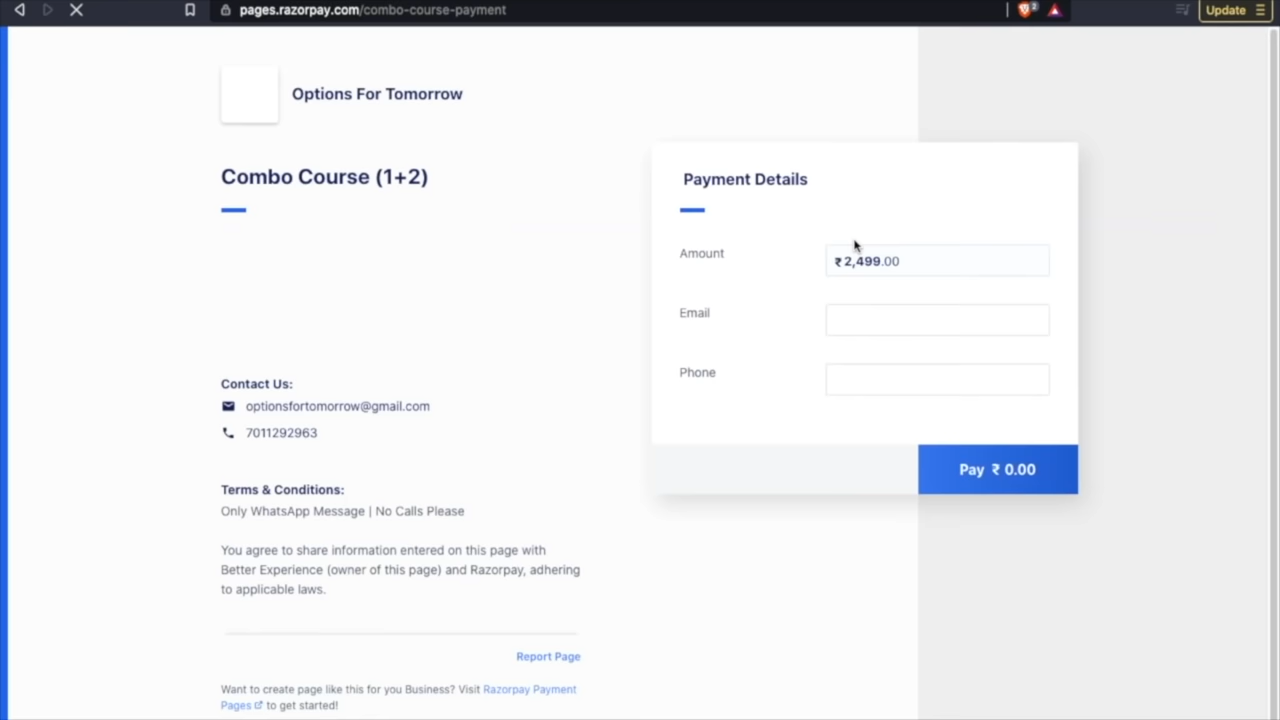 pages.razorpay.com/combo-course-payment
2
Update
Options For Tomorrow
Combo Course (1+2)
Payment Details
Amount
₹ 2,499.00
Email
Phone
Pay ₹ 0.00
Contact Us:
optionsfortomorrow@gmail.com
7011292963
Terms & Conditions:
Only WhatsApp Message | No Calls Please
You agree to share information entered on this page with
Better Experience (owner of this page) and Razorpay, adhering
to applicable laws.
Report Page
Want to create page like this for you Business? Visit Razorpay Payment
Pages to get started!